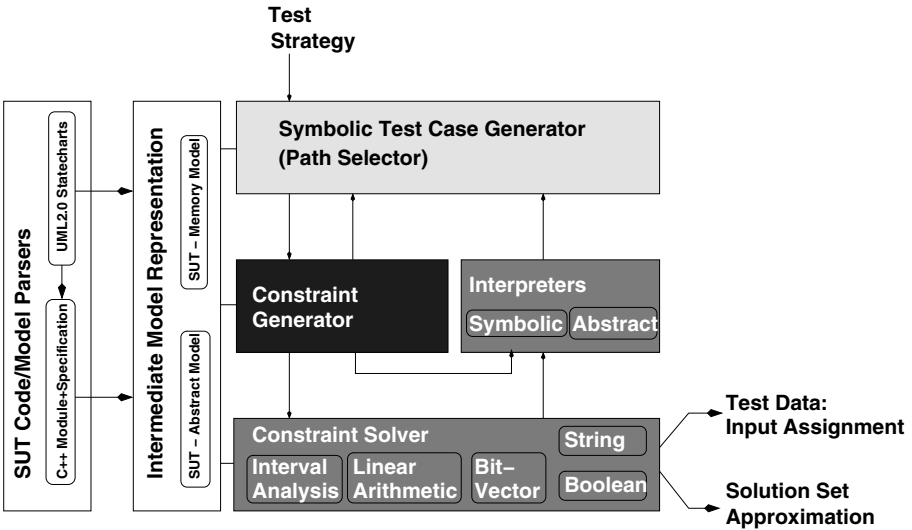 Test
Strategy
SUT Code/Model Parsers
UML2.0 Statecharts
C++ Module+Specification
Intermediate Model Representation
SUT – Memory Model
SUT – Abstract Model
Symbolic Test Case Generator
(Path Selector)
Constraint
Generator
Interpreters
Symbolic
Abstract
Constraint Solver
Interval
Analysis
Linear
Arithmetic
Bit–
Vector
String
Boolean
Test Data:
Input Assignment
Solution Set
Approximation